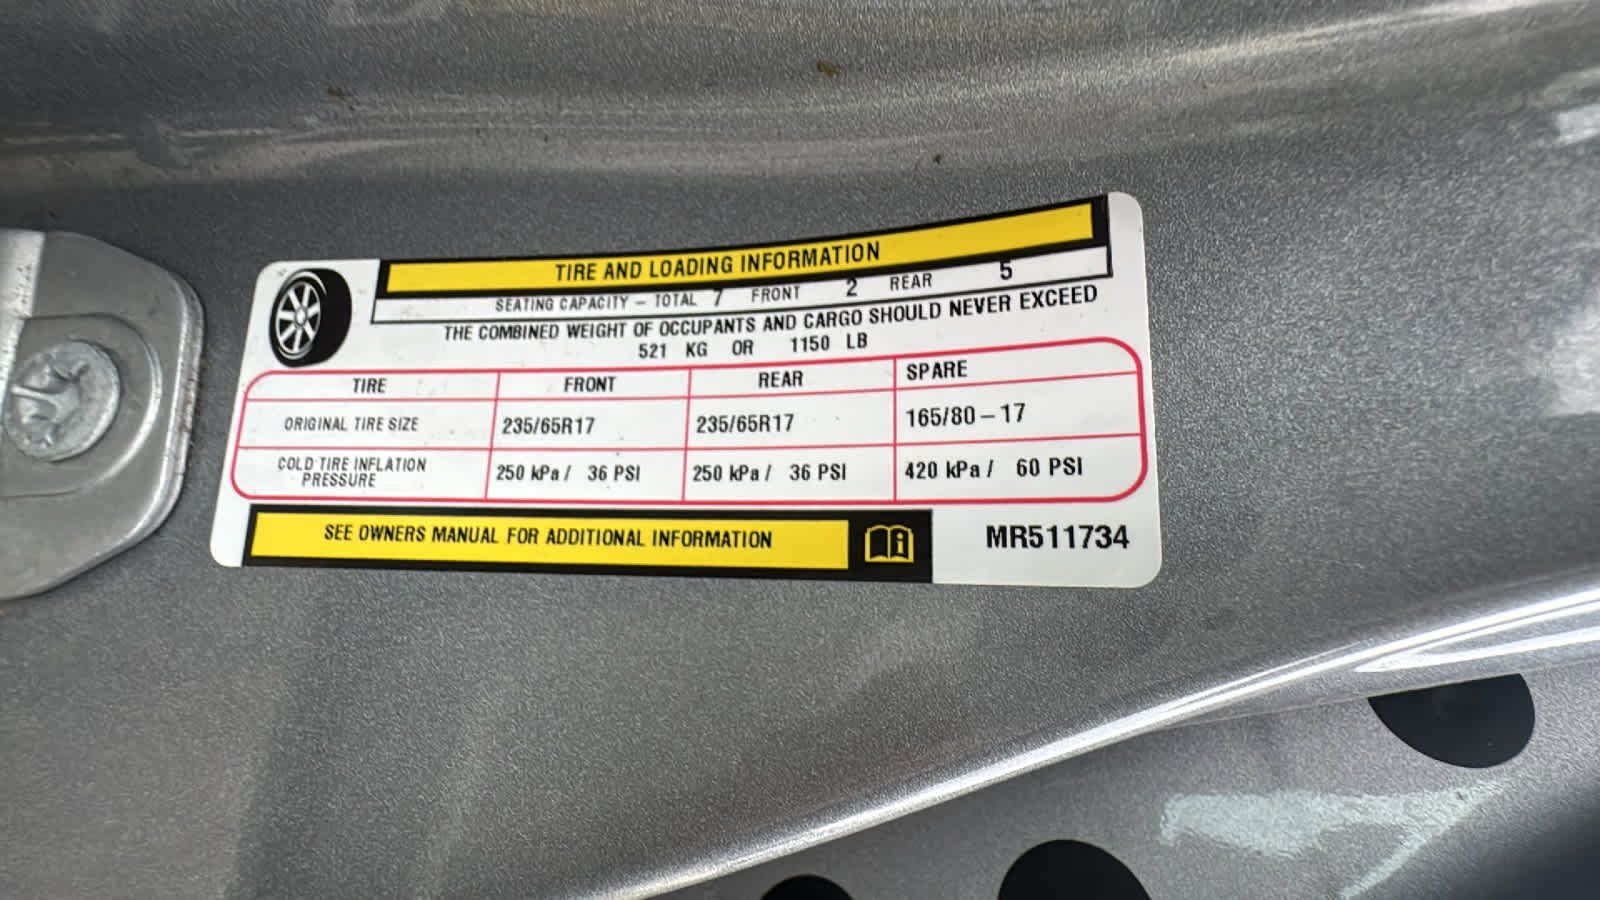 TIRE AND LOADING INFORMATION
SEATING CAPACITY – TOTAL 7 FRONT 2 REAR 5
THE COMBINED WEIGHT OF OCCUPANTS AND CARGO SHOULD NEVER EXCEED
521 KG OR 1150 LB
TIRE FRONT REAR SPARE
ORIGINAL TIRE SIZE 235/65R17 235/65R17 165/80–17
COLD TIRE INFLATION
PRESSURE 250 kPa / 36 PSI 250 kPa / 36 PSI 420 kPa / 60 PSI
SEE OWNERS MANUAL FOR ADDITIONAL INFORMATION
MR511734